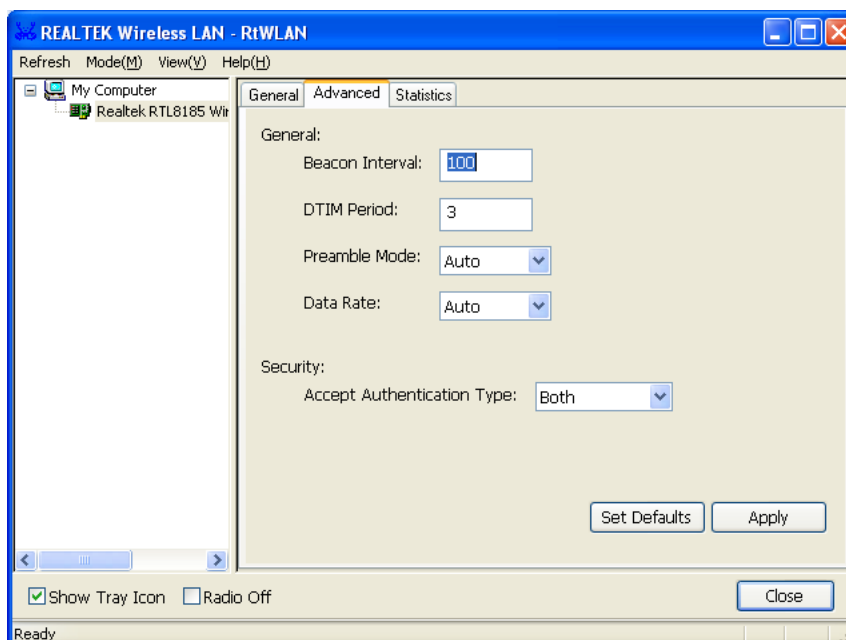 REALTEK Wireless LAN - RtWLAN
Refresh Mode(M) View(V) Help(H)
My Computer
Realtek RTL8185 Wir
General Advanced Statistics
General:
Beacon Interval: 100
DTIM Period: 3
Preamble Mode: Auto
Data Rate: Auto
Security:
Accept Authentication Type: Both
Set Defaults Apply
Show Tray Icon Radio Off Close
Ready